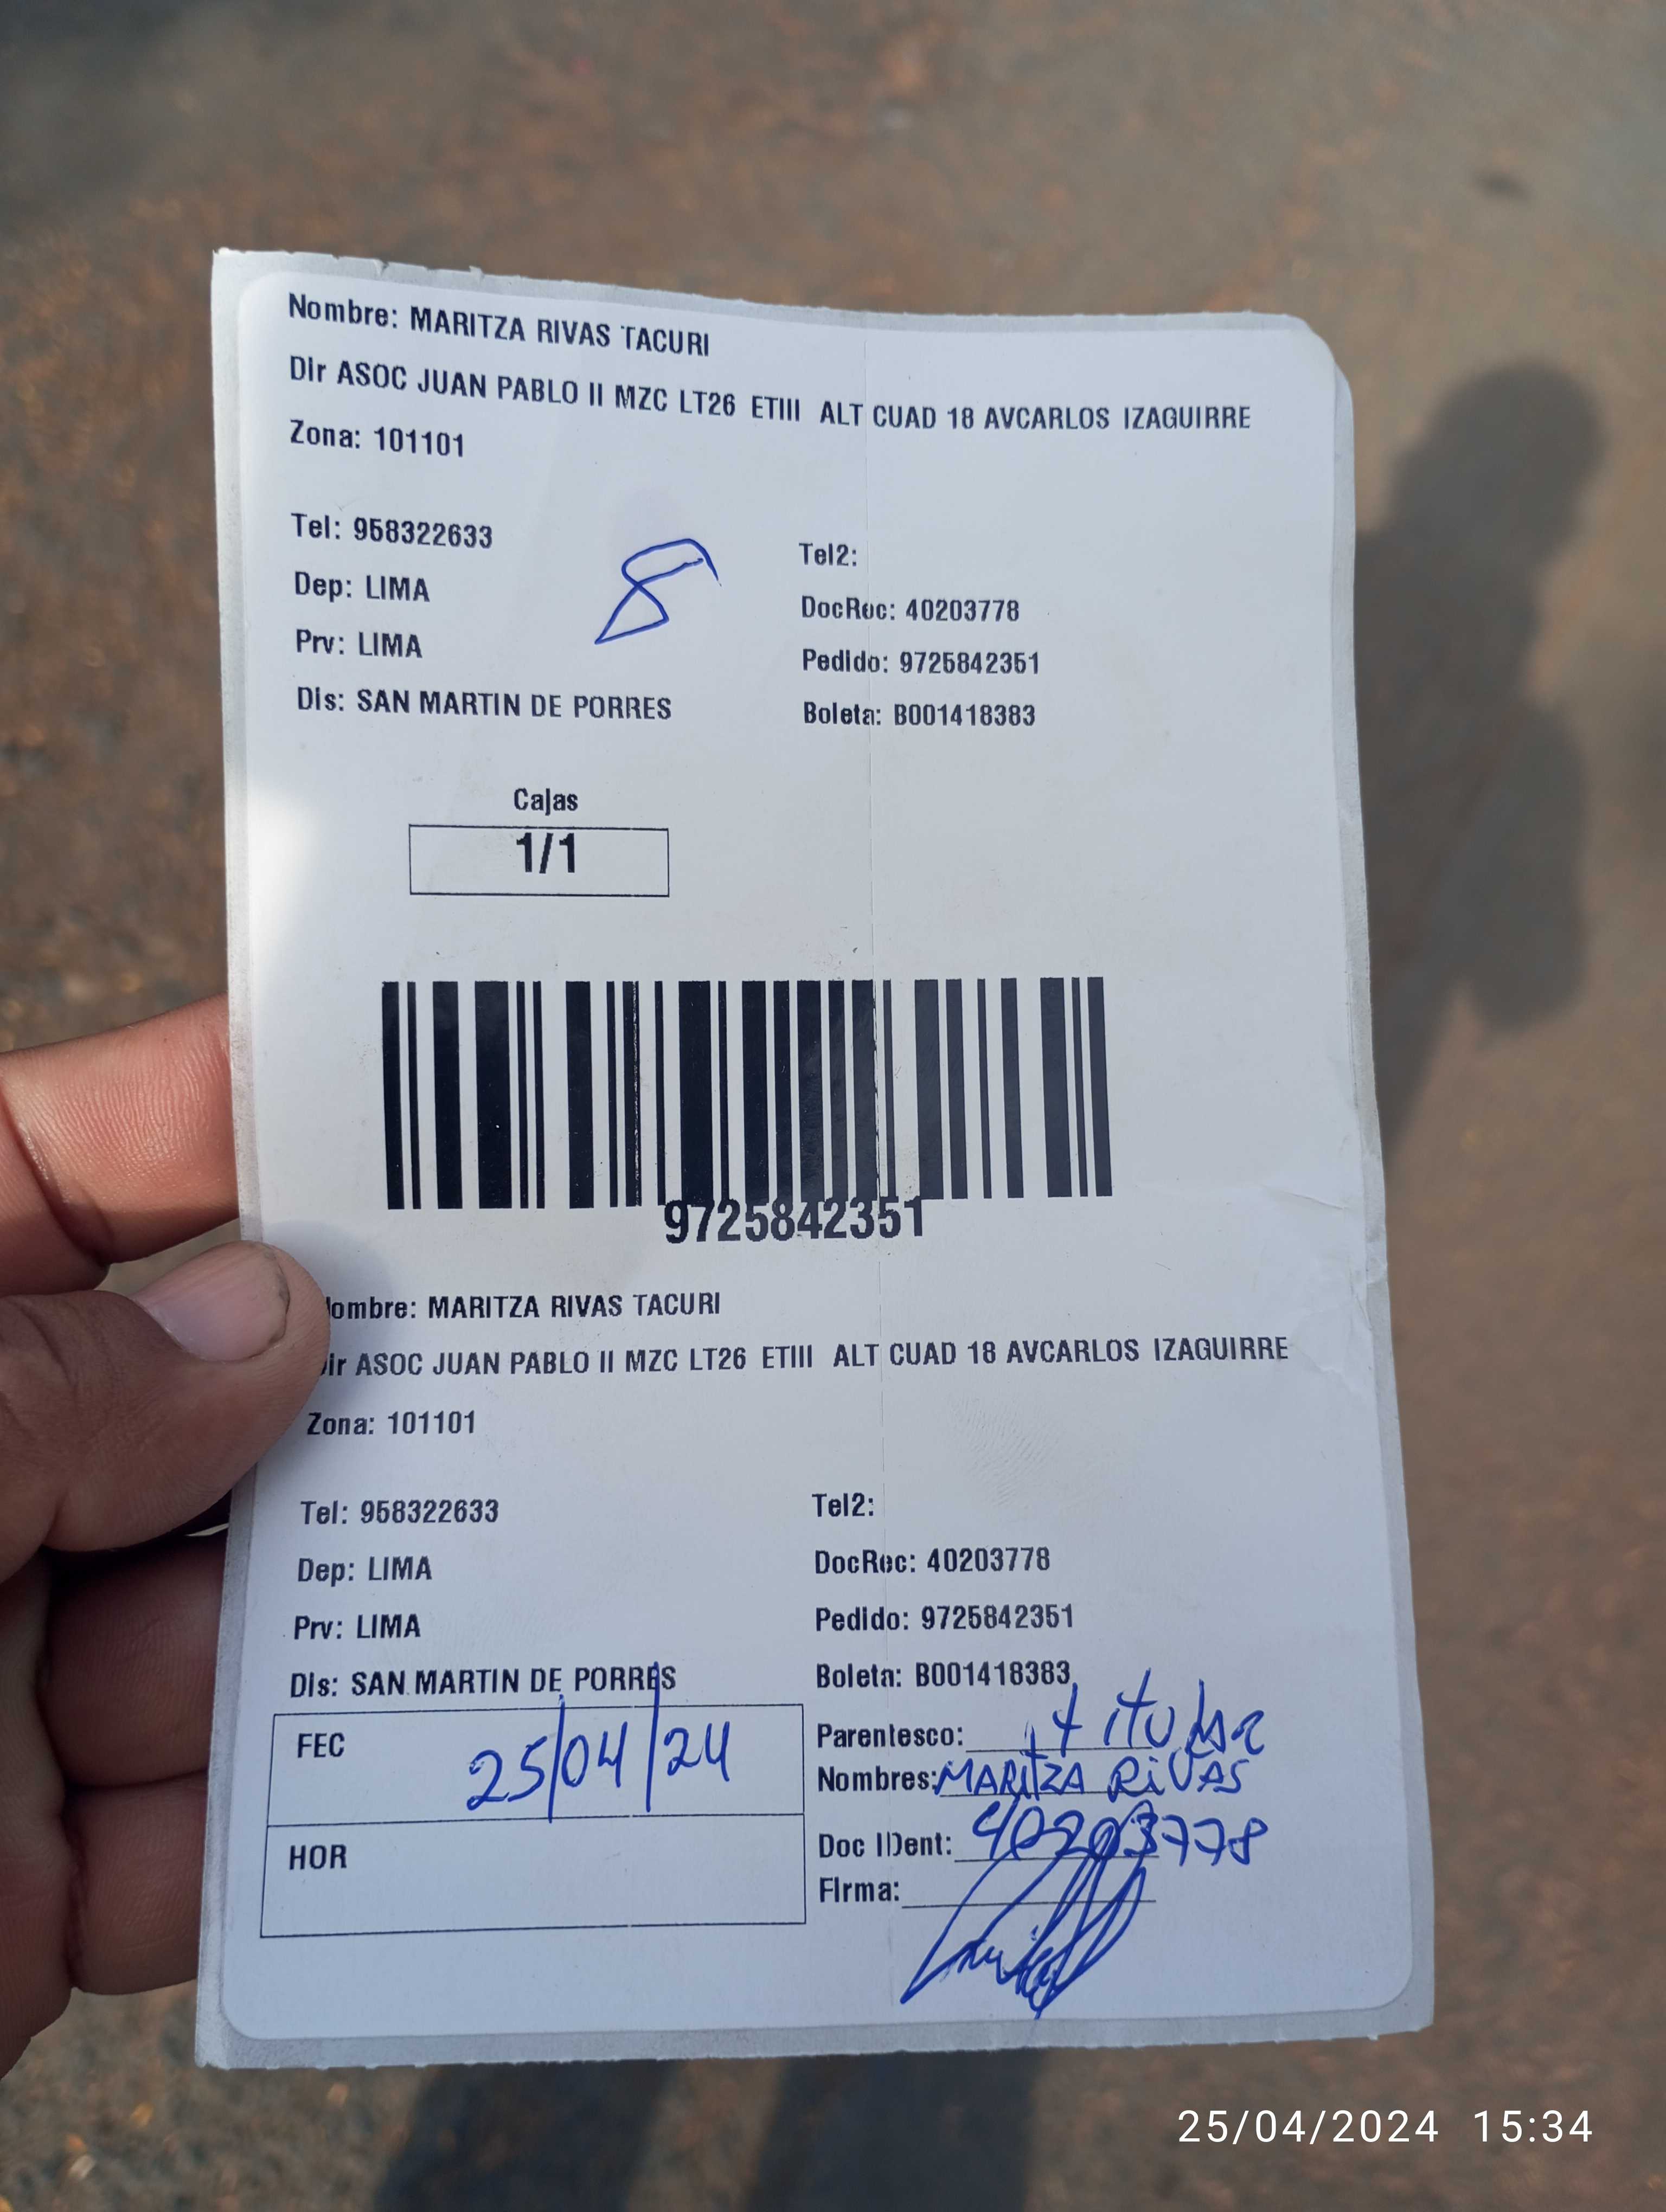 Nombre: MARITZA RIVAS TACURI
Dir ASOC JUAN PABLO II MZC LT26 ETIII ALT CUAD 18 AVCARLOS IZAGUIRRE
Zona: 101101
Tel: 958322633
Tel2:
Dep: LIMA
DocRec: 40203778
Prv: LIMA
Pedido: 9725842351
Dis: SAN MARTIN DE PORRES
Boleta: B001418383
8
Cajas
1/1
9725842351
ombre: MARITZA RIVAS TACURI
ir ASOC JUAN PABLO II MZC LT26 ETIII ALT CUAD 18 AVCARLOS IZAGUIRRE
Zona: 101101
Tel: 958322633
Tel2:
Dep: LIMA
DocRec: 40203778
Prv: LIMA
Pedido: 9725842351
Dis: SAN MARTIN DE PORRES
Boleta: B001418383
FEC 25/04/24
Parentesco: titular
Nombres: MARITZA RIVAS
HOR
Doc IDent: 40203778
Firma:
25/04/2024 15:34